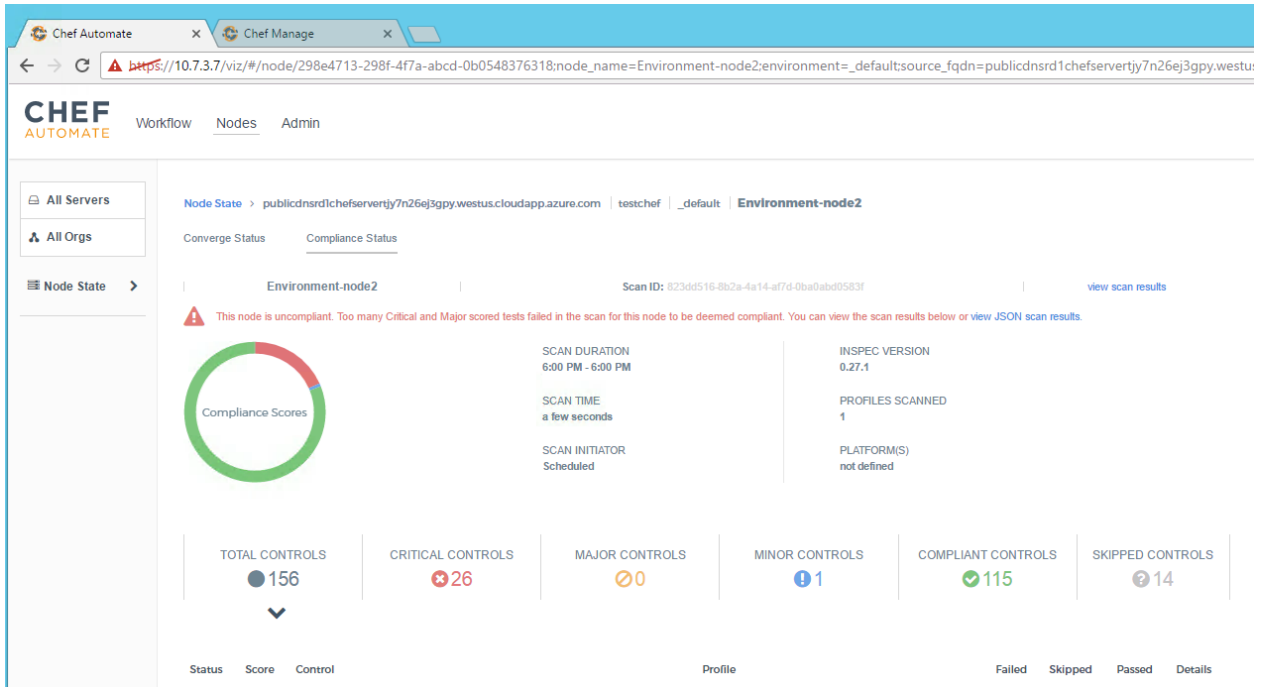 Chef Automate
Chef Manage
https://10.7.3.7/viz/#/node/298e4713-298f-4f7a-abcd-0b0548376318;node_name=Environment-node2;environment=_default;source_fqdn=publicdnsrd1chefservertjy7n26ej3gpy.westus
CHEF
AUTOMATE
Workflow Nodes Admin
All Servers
All Orgs
Node State
Node State > publicdnsrd1chefservertjy7n26ej3gpy.westus.cloudapp.azure.com | testchef | _default | Environment-node2
Converge Status Compliance Status
Environment-node2 Scan ID: 823dd516-8b2a-4a14-af7d-0ba0abd0583f view scan results
This node is uncompliant. Too many Critical and Major scored tests failed in the scan for this node to be deemed compliant. You can view the scan results below or view JSON scan results.
Compliance Scores
SCAN DURATION
6:00 PM - 6:00 PM
SCAN TIME
a few seconds
SCAN INITIATOR
Scheduled
INSPEC VERSION
0.27.1
PROFILES SCANNED
1
PLATFORM(S)
not defined
TOTAL CONTROLS
156
CRITICAL CONTROLS
26
MAJOR CONTROLS
0
MINOR CONTROLS
1
COMPLIANT CONTROLS
115
SKIPPED CONTROLS
14
Status Score Control Profile Failed Skipped Passed Details